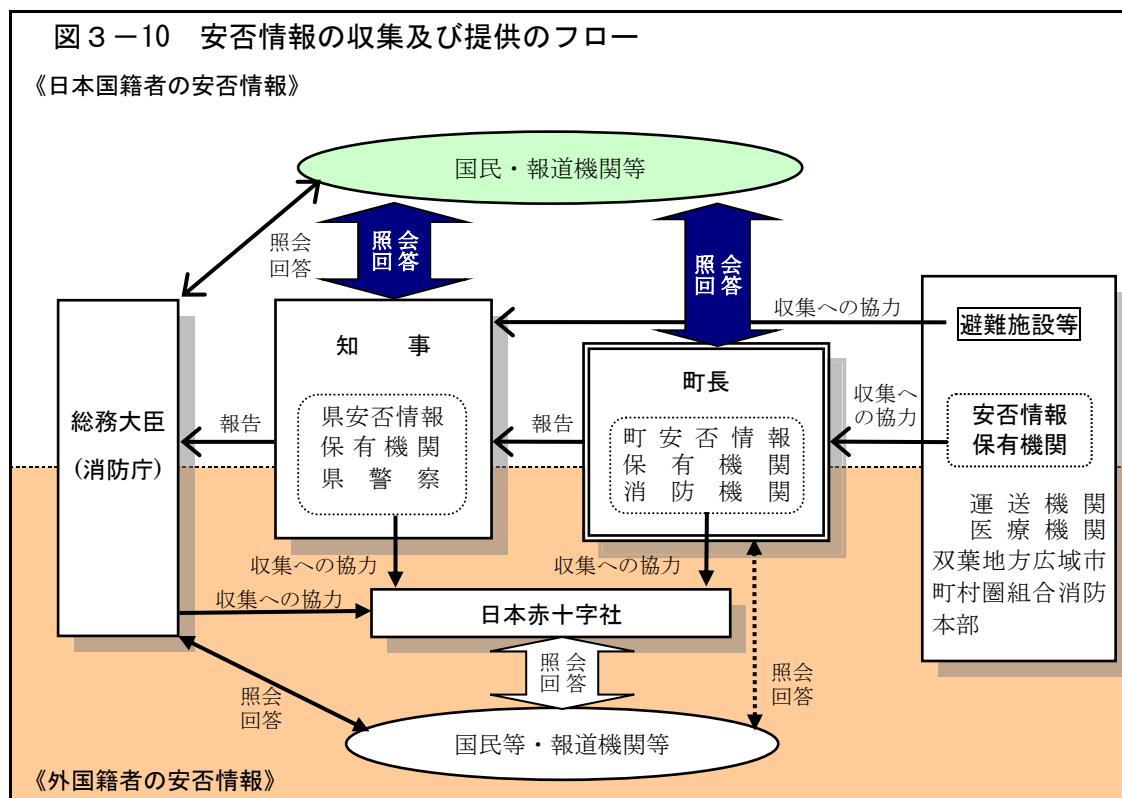 図３－10　安否情報の収集及び提供のフロー
《日本国籍者の安否情報》
国民・報道機関等
照会
回答
照会
回答
照会
回答
収集への協力
避難施設等
知　　事
町長
総務大臣
(消防庁)
報告
県安否情報
保有機関
県警察
報告
町安否情報
保有機関
消防機関
収集へ
の協力
安否情報
保有機関
運送機関
医療機関
双葉地方広域市
町村圏組合消防
本部
収集への協力
収集への協力
収集への協力
日本赤十字社
照会
回答
照会
回答
照会
回答
国民等・報道機関等
《外国籍者の安否情報》